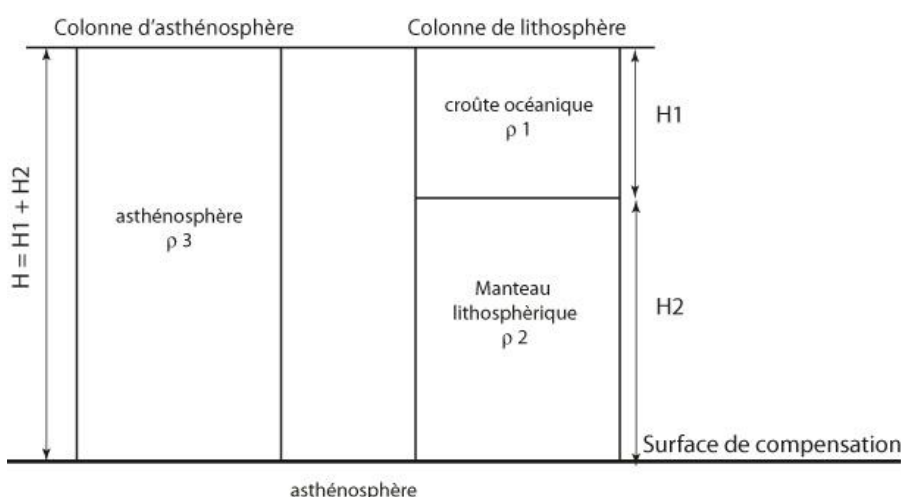 Colonne d'asthénosphère
Colonne de lithosphère
H = H1 + H2
asthénosphère
ρ 3
croûte océanique
ρ 1
H1
Manteau
lithosphèrique
ρ 2
H2
Surface de compensation
asthénosphère